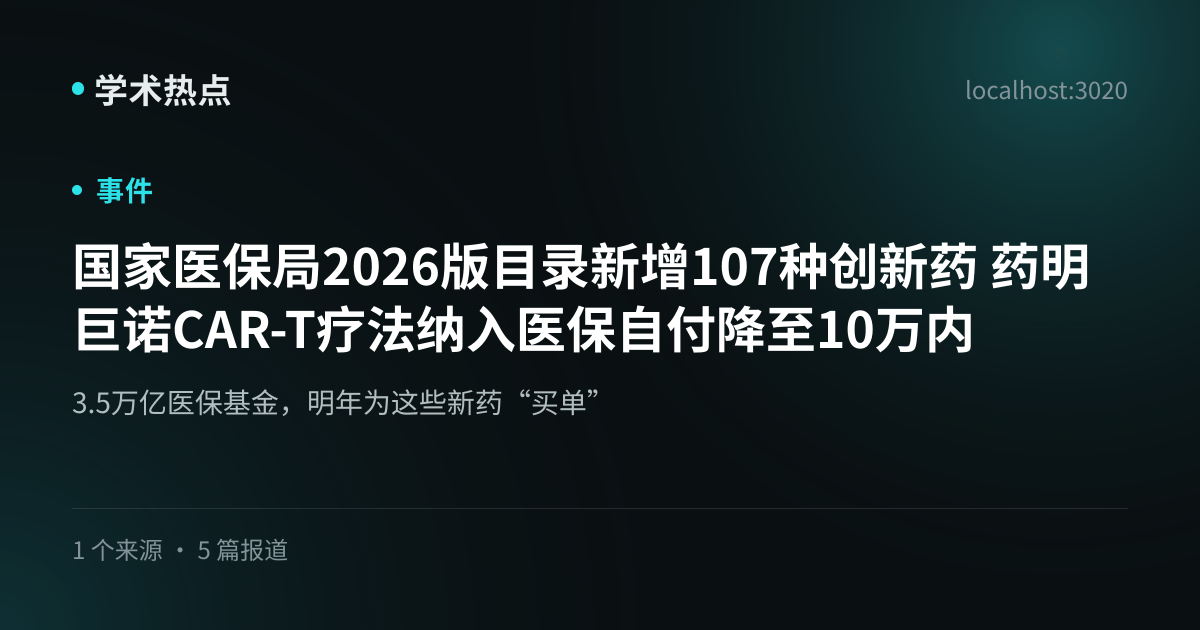 学术热点
localhost:3020
事件
国家医保局2026版目录新增107种创新药 药明
巨诺CAR-T疗法纳入医保自付降至10万内
3.5万亿医保基金，明年为这些新药“买单”
1 个来源 · 5 篇报道